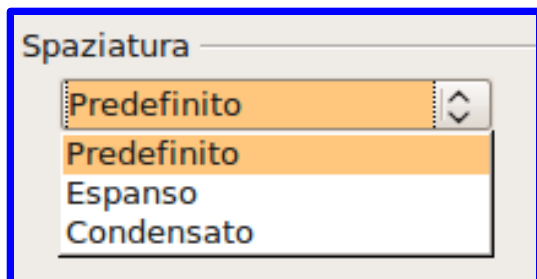 Spaziatura
Predefinito
Predefinito
Espanso
Condensato